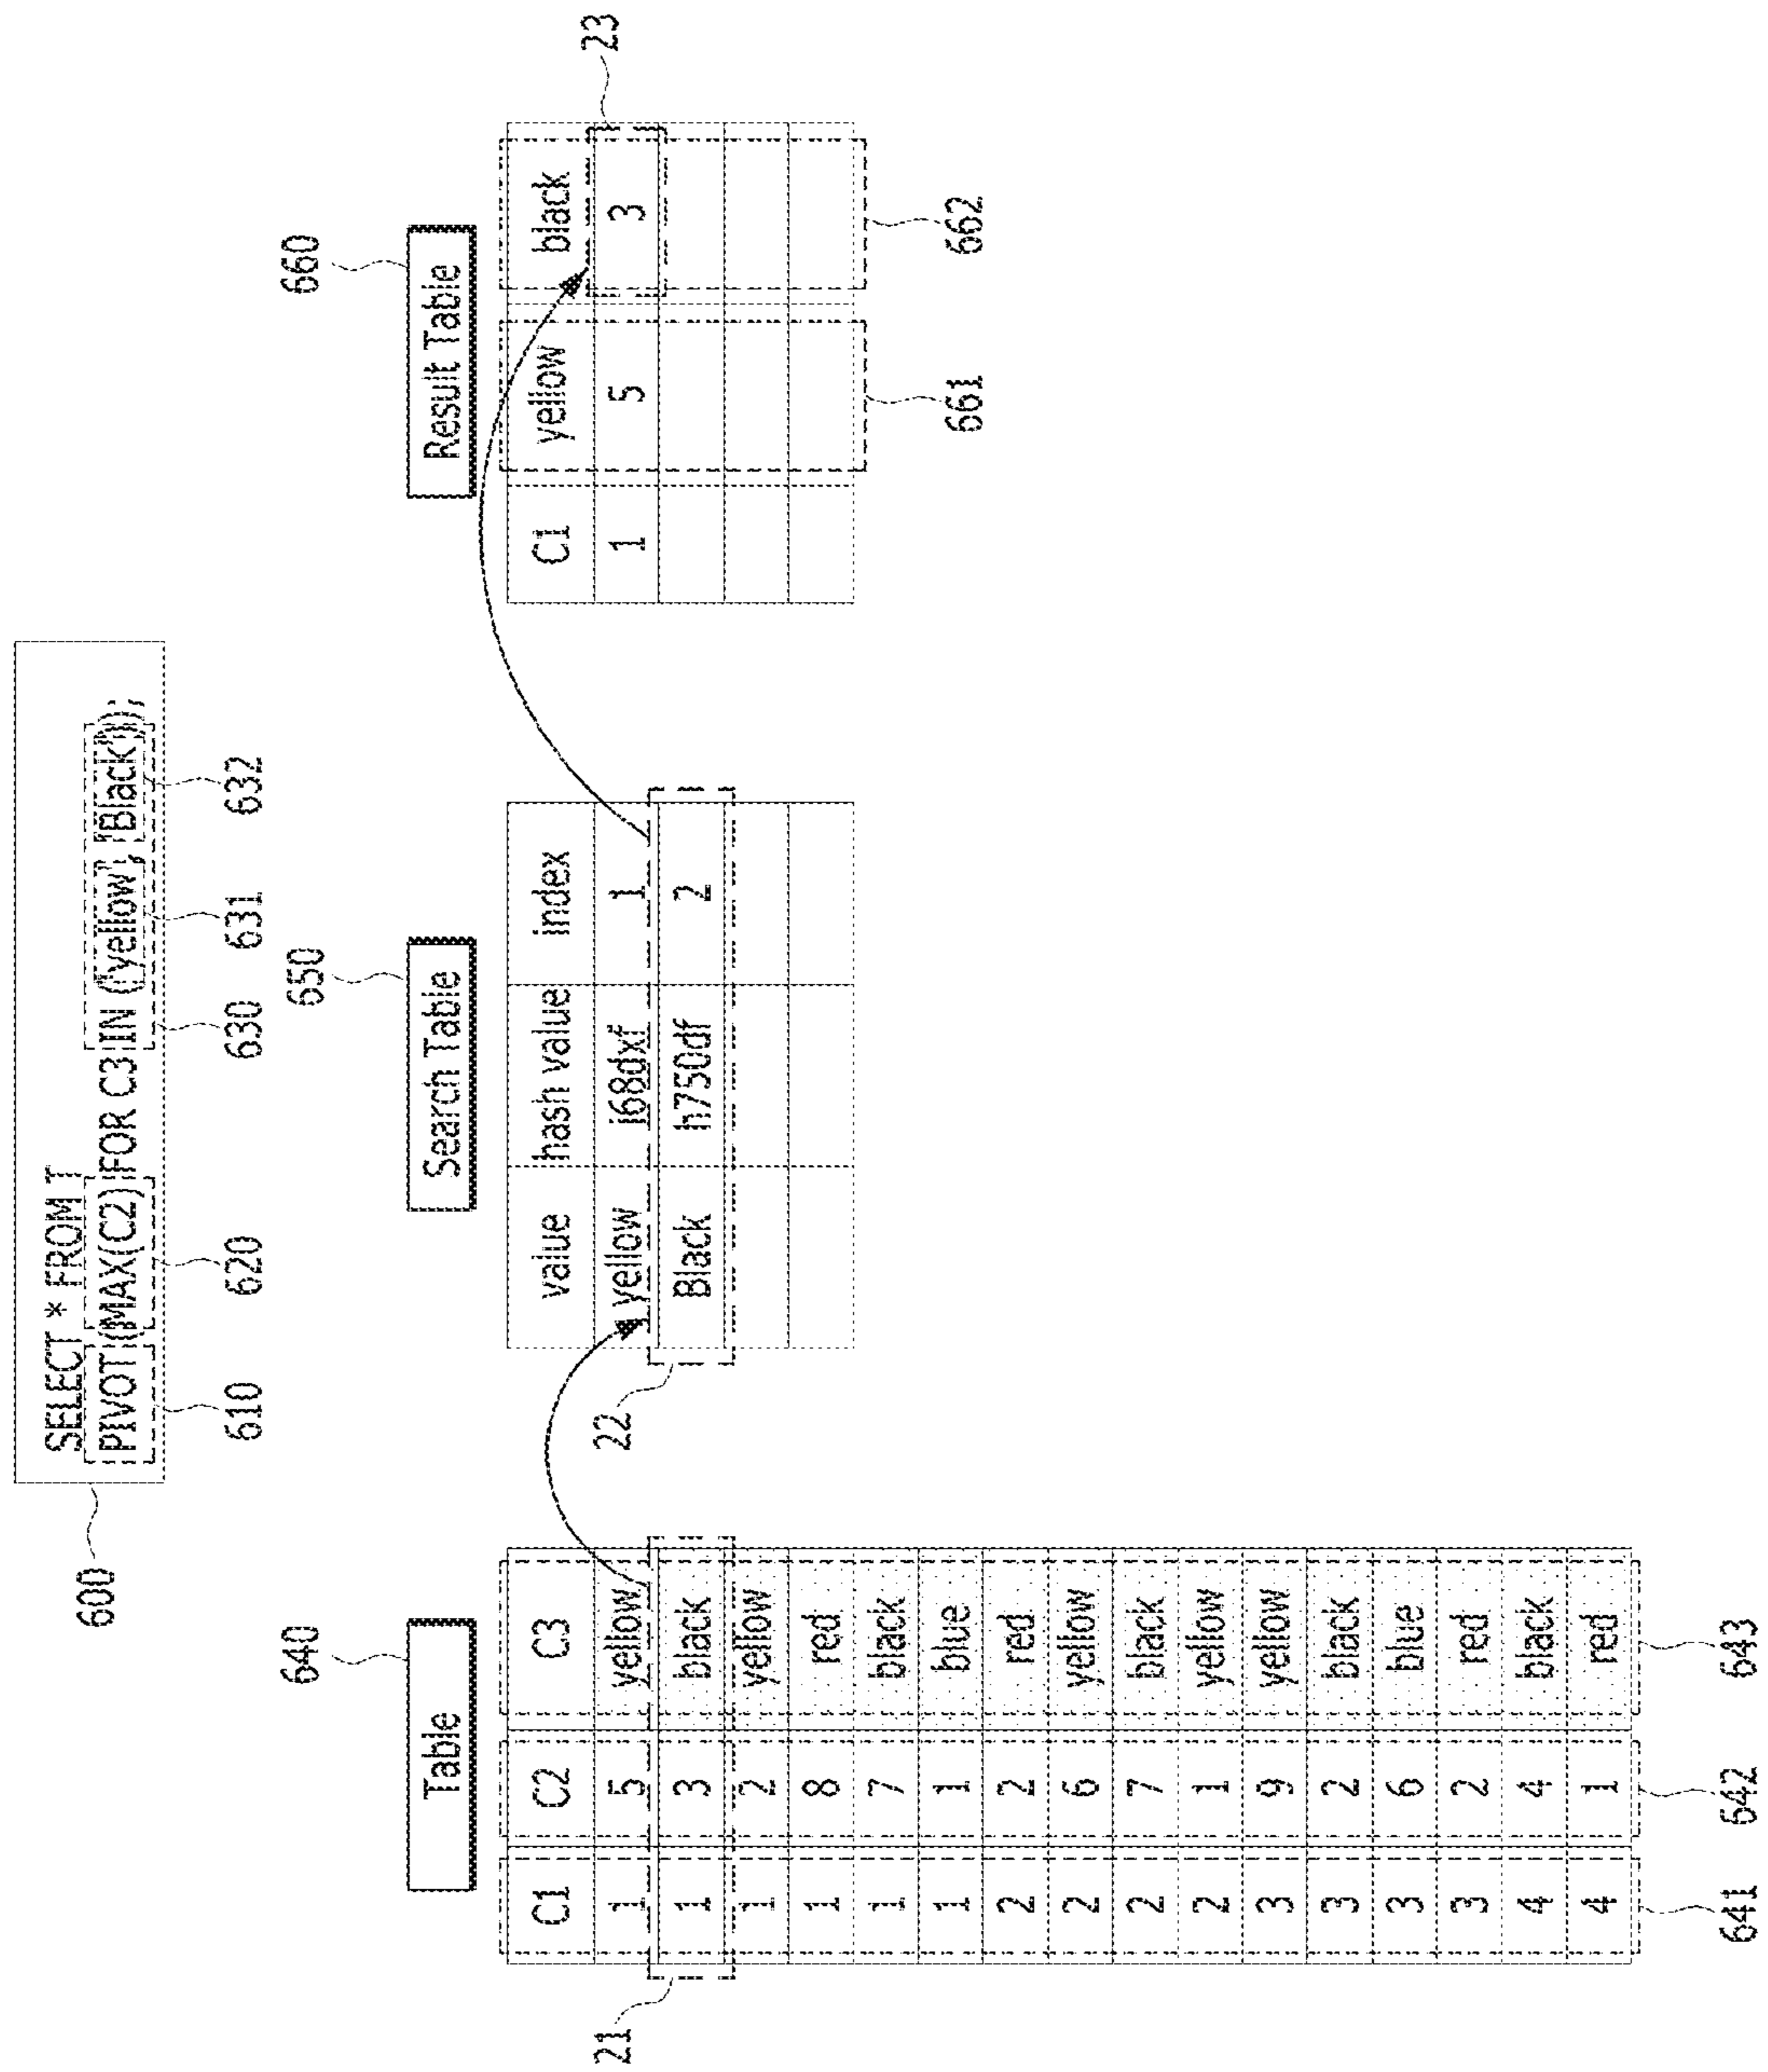 600
SELECT * FROM T
PIVOT (MAX(C2) FOR C3 IN ('yellow', 'Black'));
610 620 630 631 632
640 650 660
Table
C1 C2 C3
1 5 yellow
1 3 black
1 2 yellow
1 8 red
1 7 black
1 1 blue
2 2 red
2 6 yellow
2 7 black
2 1 yellow
3 9 yellow
3 2 black
3 6 blue
3 2 red
4 4 black
4 1 red
21
641 642 643
Search Table
value hash value index
yellow i68dxf 1
Black h750df 2
22
Result Table
C1 yellow black
1 5 3
23
661 662